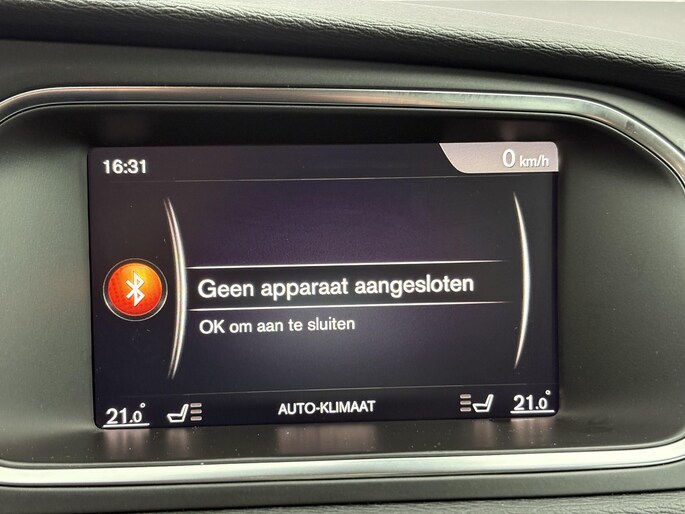 16:31
0 km/h
Geen apparaat aangesloten
OK om aan te sluiten
21.0° AUTO-KLIMAAT 21.0°